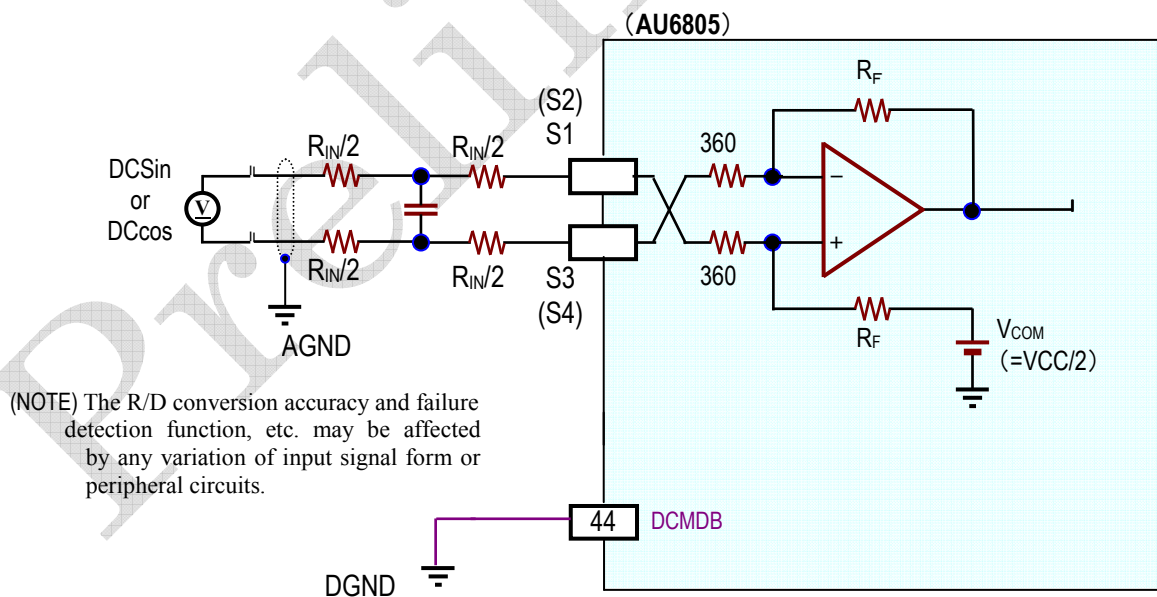 (AU6805)
RF
(S2)
S1
360
RIN/2
RIN/2
DCSin
or
DCcos
V
−
+
RIN/2
RIN/2
S3
(S4)
360
RF
VCOM
(=VCC/2)
AGND
(NOTE) The R/D conversion accuracy and failure
detection function, etc. may be affected
by any variation of input signal form or
peripheral circuits.
44
DCMDB
DGND
Preli